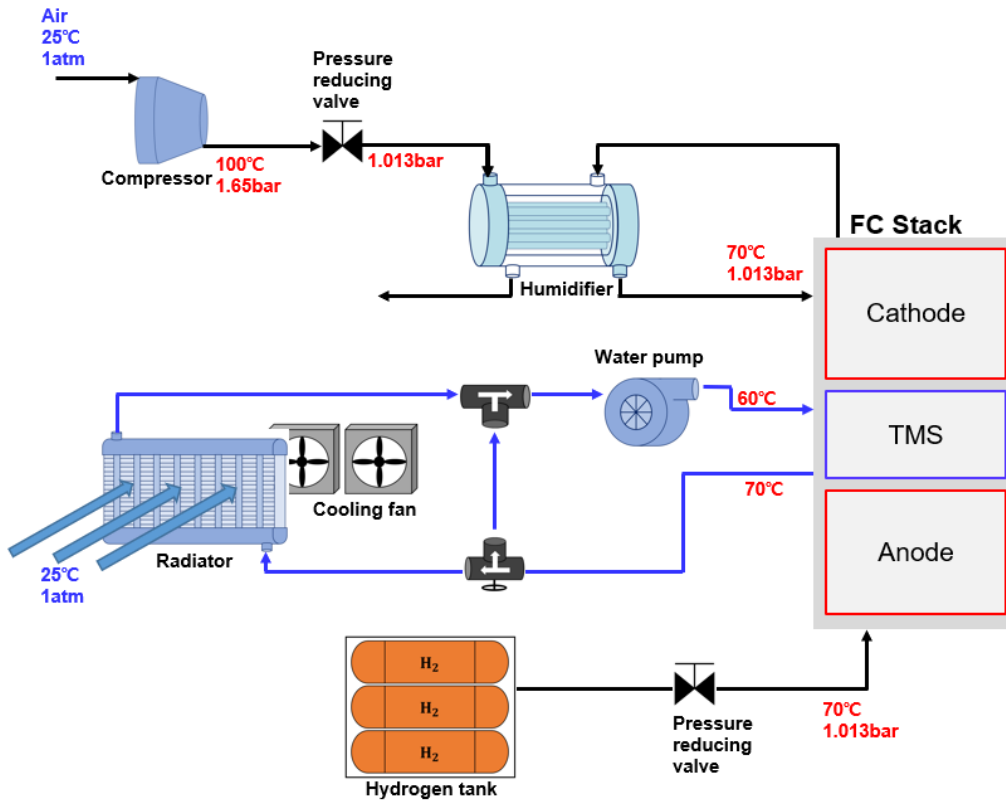 Air
25℃
1atm
Pressure
reducing
valve
Compressor
100℃
1.65bar
1.013bar
FC Stack
70℃
1.013bar
Humidifier
Cathode
Water pump
60℃
TMS
70℃
Cooling fan
Radiator
25℃
1atm
Anode
H₂
H₂
H₂
Hydrogen tank
Pressure
reducing
valve
70℃
1.013bar